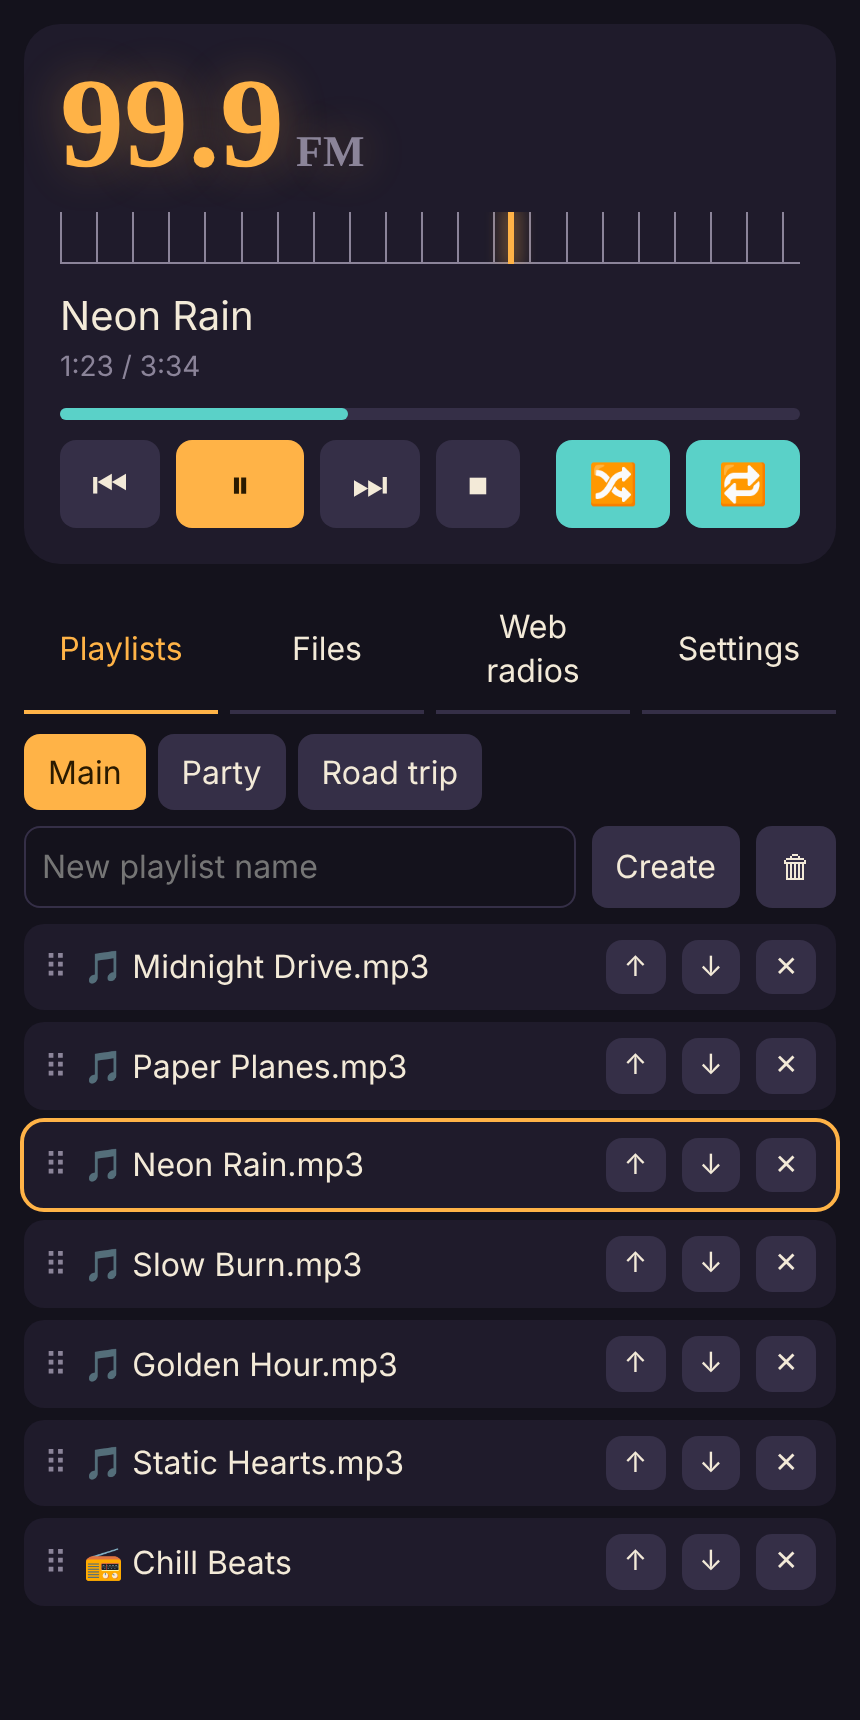 99.9 FM
Neon Rain
1:23 / 3:34
Playlists
Files
Web
radios
Settings
Main
Party
Road trip
New playlist name
Create
Midnight Drive.mp3
Paper Planes.mp3
Neon Rain.mp3
Slow Burn.mp3
Golden Hour.mp3
Static Hearts.mp3
Chill Beats